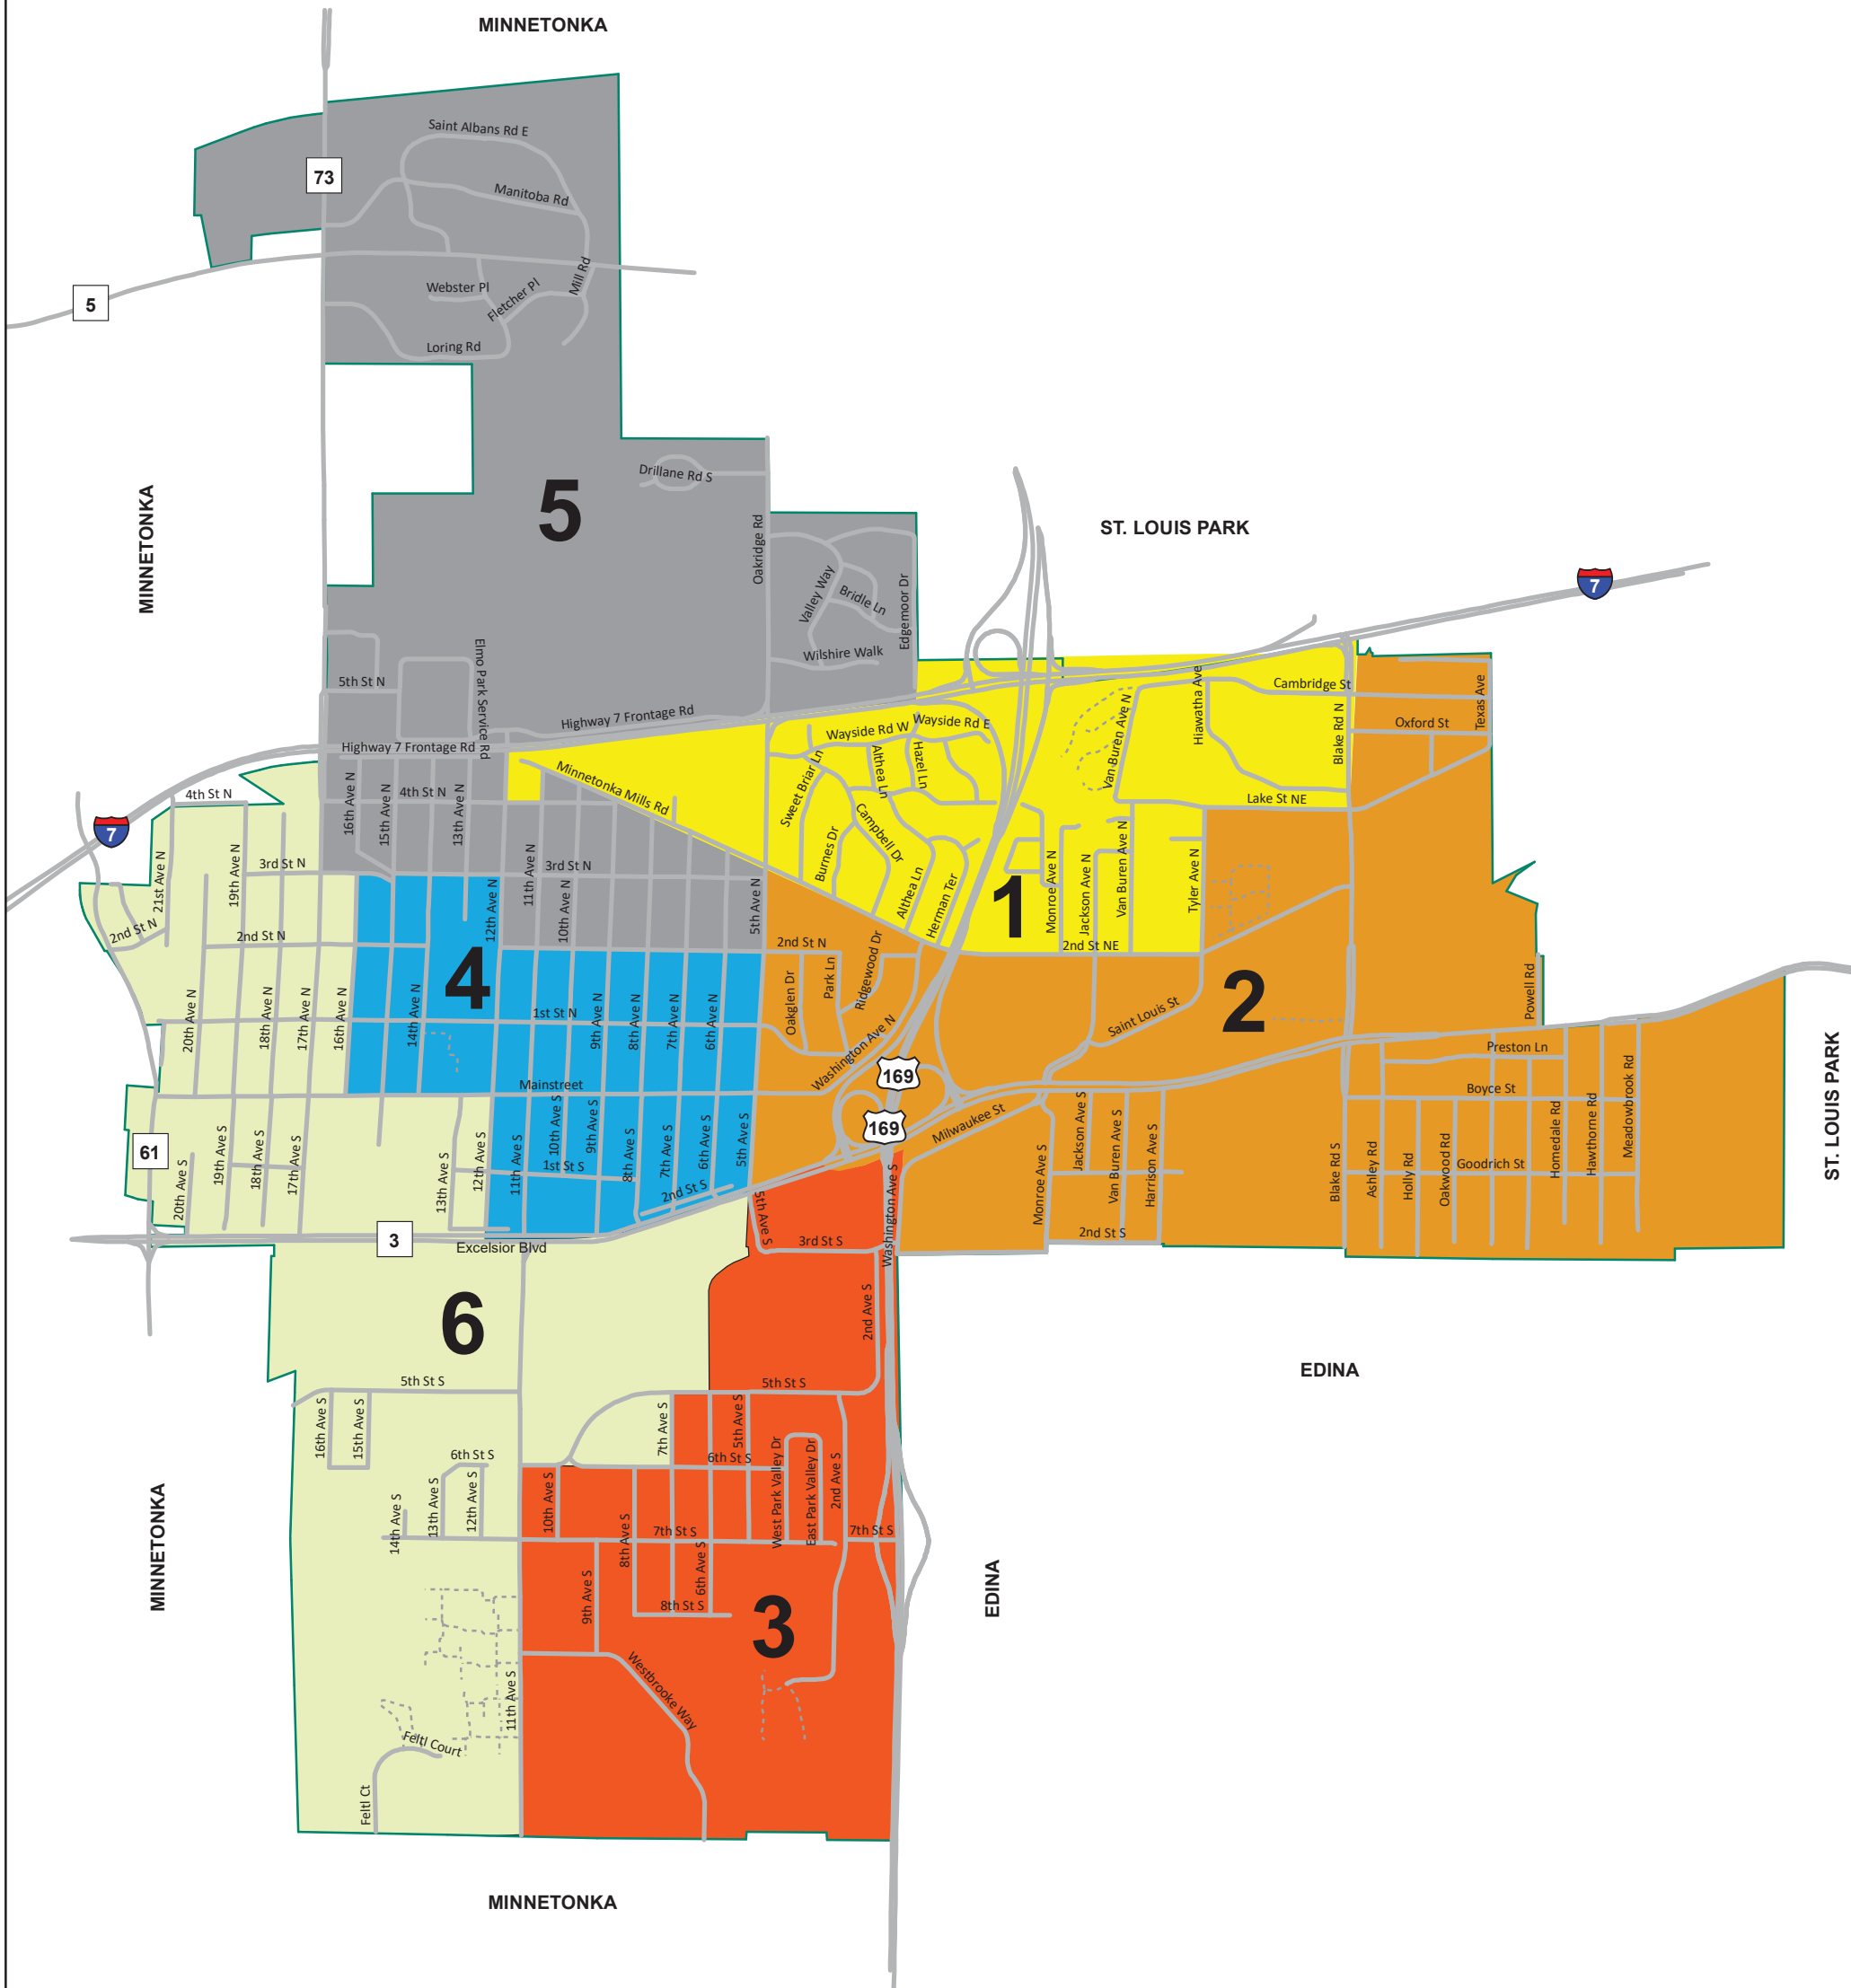 MINNETONKA
Saint Albans Rd E
73
Manitoba Rd
Mill Rd
Webster Pl
Fletcher Pl
5
Loring Rd
MINNETONKA
Drillane Rd S
5
Oakridge Rd
ST. LOUIS PARK
7
Valley Way
Bridle Ln
Edgemoor Dr
Wilshire Walk
Elmo Park Service Rd
5th St N
Highway 7 Frontage Rd
Highway 7 Frontage Rd
Wayside Rd W
Wayside Rd E
Cambridge St
Texas Ave
Oxford St
Hiawatha Ave
Blake Rd N
Van Buren Ave N
Lake St NE
Minnetonka Mills Rd
Sweet Briar Ln
Althea Ln
Hazel Ln
Campbell Dr
Burnes Dr
Althea Ln
Herman Ter
1
Monroe Ave N
Jackson Ave N
Van Buren Ave N
Tyler Ave N
2nd St NE
4th St N
7
4th St N
16th Ave N
15th Ave N
13th Ave N
3rd St N
3rd St N
21st Ave N
19th Ave N
11th Ave N
10th Ave N
12th Ave N
5th Ave N
2nd St N
2nd St N
2nd St N
4
Oakglen Dr
Park Ln
Ridgewood Dr
2
Saint Louis St
Powell Rd
20th Ave N
18th Ave N
17th Ave N
16th Ave N
14th Ave N
1st St N
9th Ave N
8th Ave N
7th Ave N
6th Ave N
Washington Ave N
169
Preston Ln
Boyce St
Meadowbrook Rd
ST. LOUIS PARK
Mainstreet
169
Milwaukee St
61
20th Ave S
19th Ave S
18th Ave S
17th Ave S
13th Ave S
12th Ave S
11th Ave S
10th Ave S
9th Ave S
8th Ave S
7th Ave S
6th Ave S
5th Ave S
1st St S
2nd St S
Monroe Ave S
Jackson Ave S
Van Buren Ave S
Harrison Ave S
2nd St S
Blake Rd S
Ashley Rd
Holly Rd
Oakwood Rd
Goodrich St
Homedale Rd
Hawthorne Rd
3
Excelsior Blvd
5th Ave S
3rd St S
Washington Ave S
2nd Ave S
6
EDINA
5th St S
5th St S
16th Ave S
15th Ave S
7th Ave S
5th Ave S
6th St S
6th St S
West Park Valley Dr
East Park Valley Dr
2nd Ave S
14th Ave S
13th Ave S
12th Ave S
10th Ave S
8th Ave S
7th St S
7th St S
MINNETONKA
9th Ave S
6th Ave S
8th St S
3
EDINA
Westbrooke Way
11th Ave S
Feltl Court
Feltl Ct
MINNETONKA